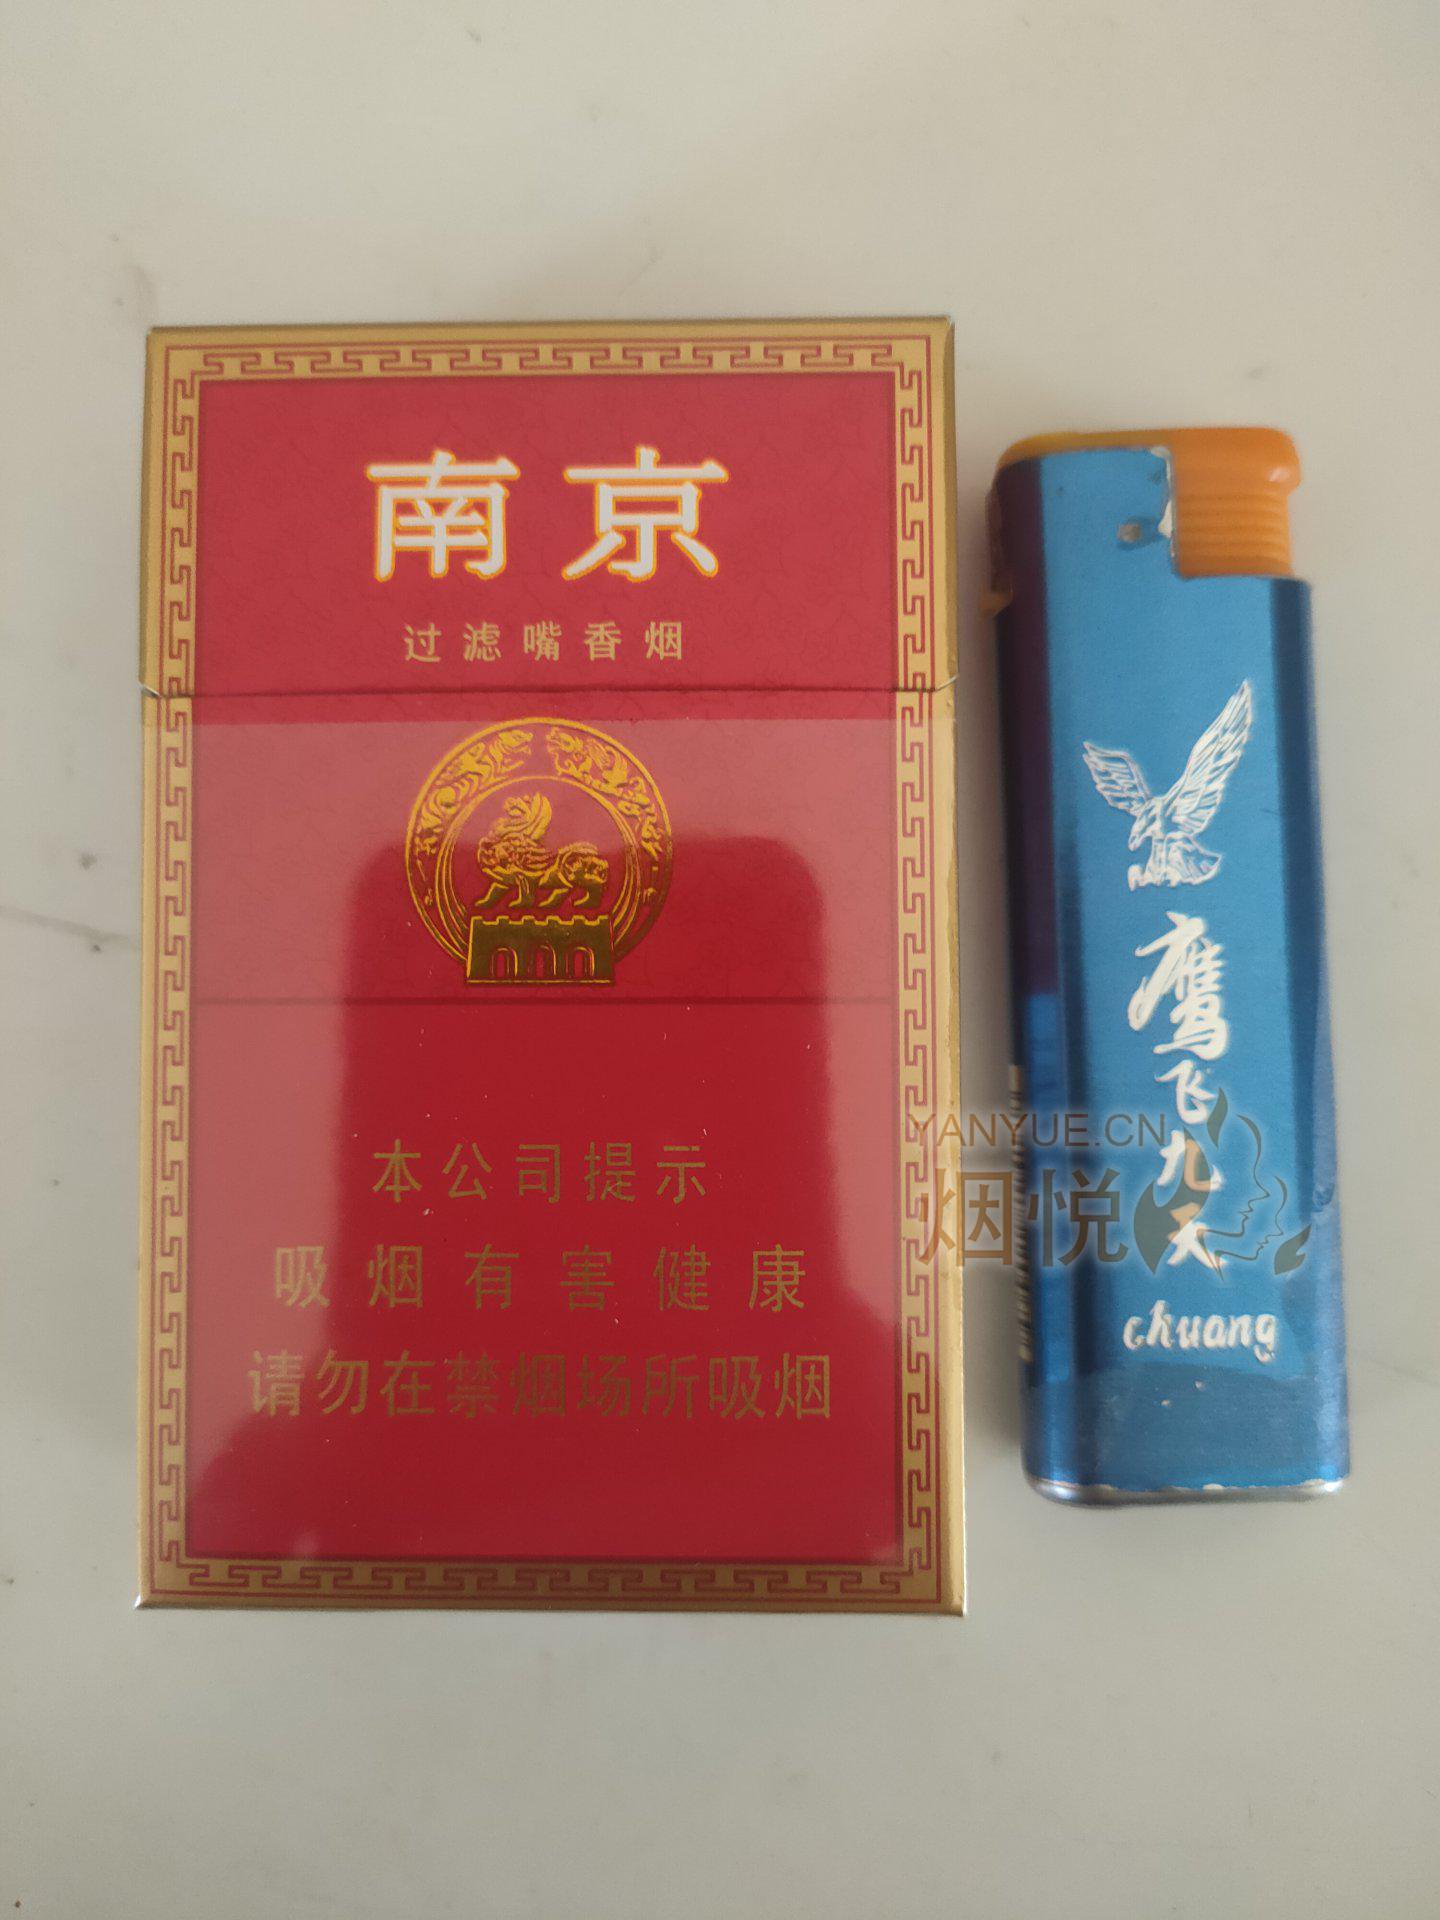 南京
过滤嘴香烟
本公司提示
吸烟有害健康
请勿在禁烟场所吸烟
鹰飞九天
chuang
YANYUE.CN
烟悦